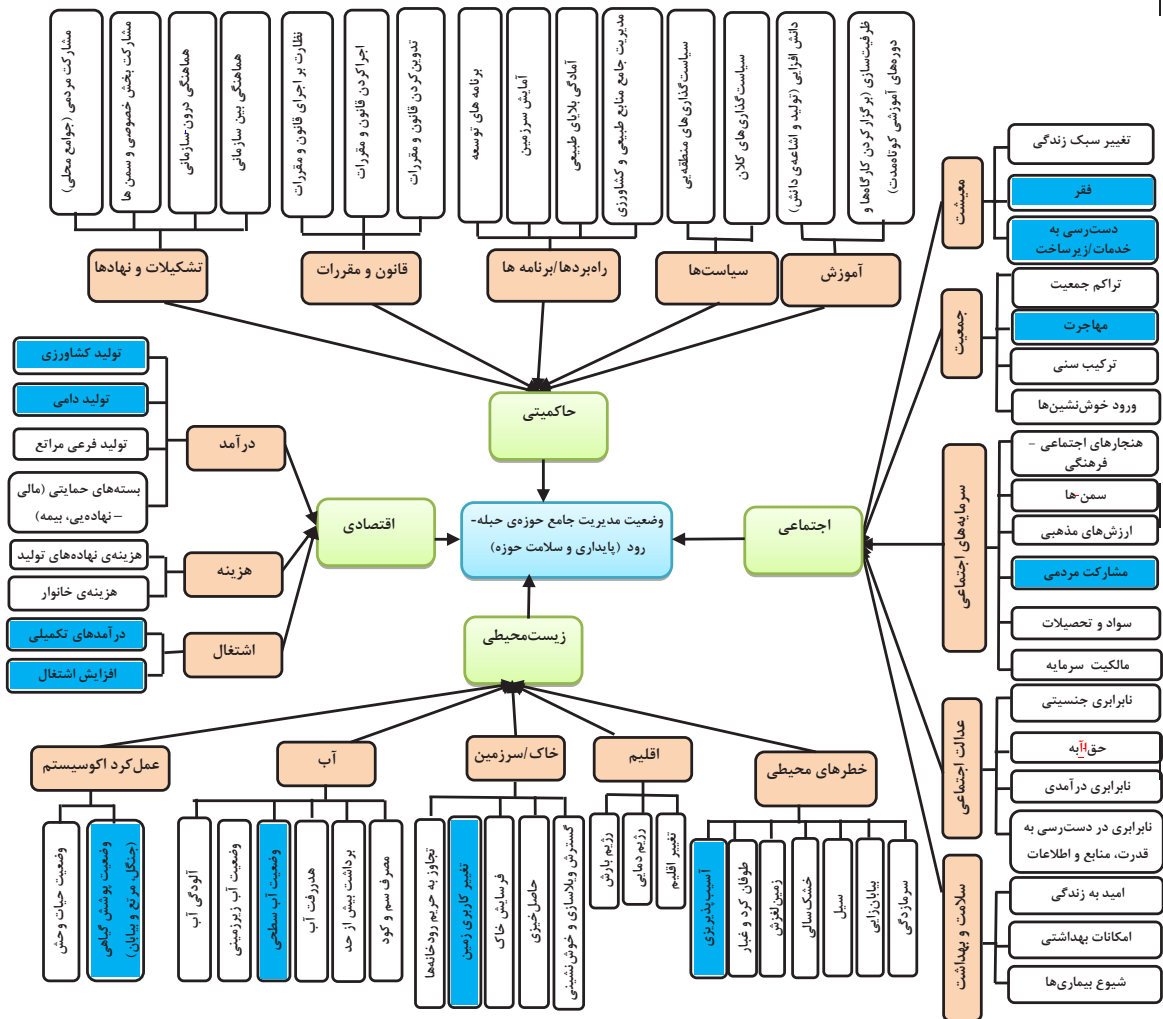 مشارکت مردمی (جوامع محلی)
مشارکت بخش خصوصی و سمن ها
هماهنگی درون-سازمانی
هماهنگی بین سازمانی
تشکیلات و نهادها
نظارت بر اجرای قانون و مقررات
اجراکردن قانون و مقررات
تدوین‌کردن قانون و مقررات
قانون و مقررات
برنامه های توسعه
آمایش سرزمین
آمادگی بلایای طبیعی
مدیریت جامع منابع طبیعی و کشاورزی
راه‌بردها/برنامه ها
سیاست‌گذاری‌های منطقه‌یی
سیاست‌گذاری‌های کلان
سیاست‌ها
دانش افزایی (تولید و اشاعه‌ی دانش)
ظرفیت‌سازی (برگزار کردن کارگاه‌ها و
دوره‌های آموزشی کوتاه‌مدت)
آموزش
حاکمیتی
تغییر سبک زندگی
فقر
دست‌رسی به
خدمات/زیرساخت
معیشت
تراکم جمعیت
مهاجرت
ترکیب سنی
ورود خوش‌نشین‌ها
جمعیت
هنجارهای اجتماعی –
فرهنگی
سمن-ها
ارزش‌های مذهبی
مشارکت مردمی
سواد و تحصیلات
مالکیت سرمایه
سرمایه‌های اجتماعی
نابرابری جنسیتی
حق‌آبه
نابرابری درآمدی
نابرابری در دست‌رسی به
قدرت، منابع و اطلاعات
عدالت اجتماعی
امید به زندگی
امکانات بهداشتی
شیوع بیماری‌ها
سلامت و بهداشت
اجتماعی
وضعیت مدیریت جامع حوزه‌ی حبله-
رود (پایداری و سلامت حوزه)
اقتصادی
تولید کشاورزی
تولید دامی
تولید فرعی مراتع
بسته‌های حمایتی (مالی
– نهاده‌یی، بیمه)
درآمد
هزینه‌ی نهاده‌های تولید
هزینه‌ی خانوار
هزینه
درآمدهای تکمیلی
افزایش اشتغال
اشتغال
زیست‌محیطی
عمل‌کرد اکوسیستم
وضعیت حیات وحش
وضعیت پوشش گیاهی
(جنگل، مرتع و بیابان)
آب
آلودگی آب
وضعیت آب زیرزمینی
وضعیت آب سطحی
هدررفت آب
برداشت بیش از حد
مصرف سم و کود
خاک/سرزمین
تجاوز به حریم رودخانه‌ها
تغییر کاربری زمین
فرسایش خاک
حاصل‌خیزی
گسترش ویلاسازی و خوش‌نشینی
اقلیم
رژیم بارش
رژیم‌دمایی
تغییر اقلیم
خطرهای محیطی
آسیب‌پذیریزی
طوفان کرد و غبار
زمین‌لغزش
خشک‌سالی
سیل
بیابان‌زایی
سرمازدگی